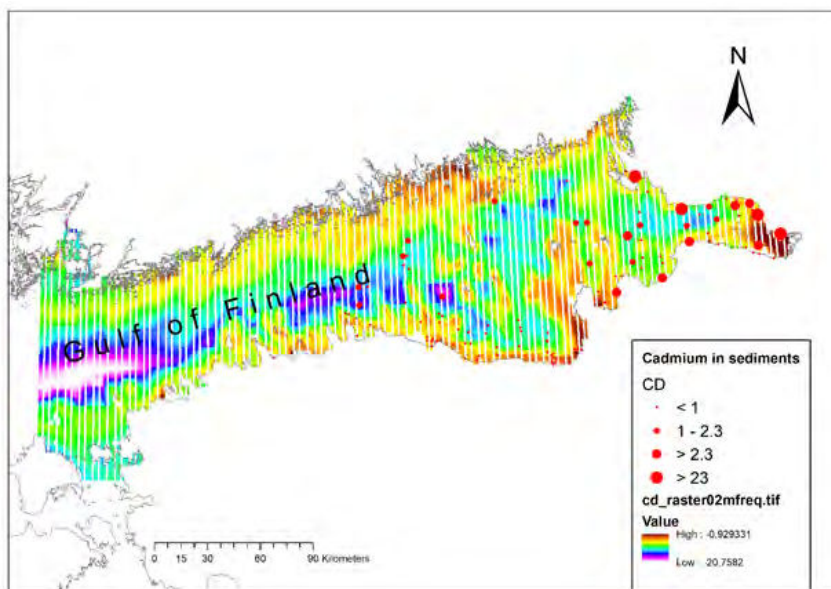 N
Gulf of Finland
Cadmium in sediments
CD
< 1
1 - 2.3
> 2.3
> 23
cd_raster02mfreq.tif
Value
High : -0.929331
Low 20.7582
0 15 30 60 90 Kilometers